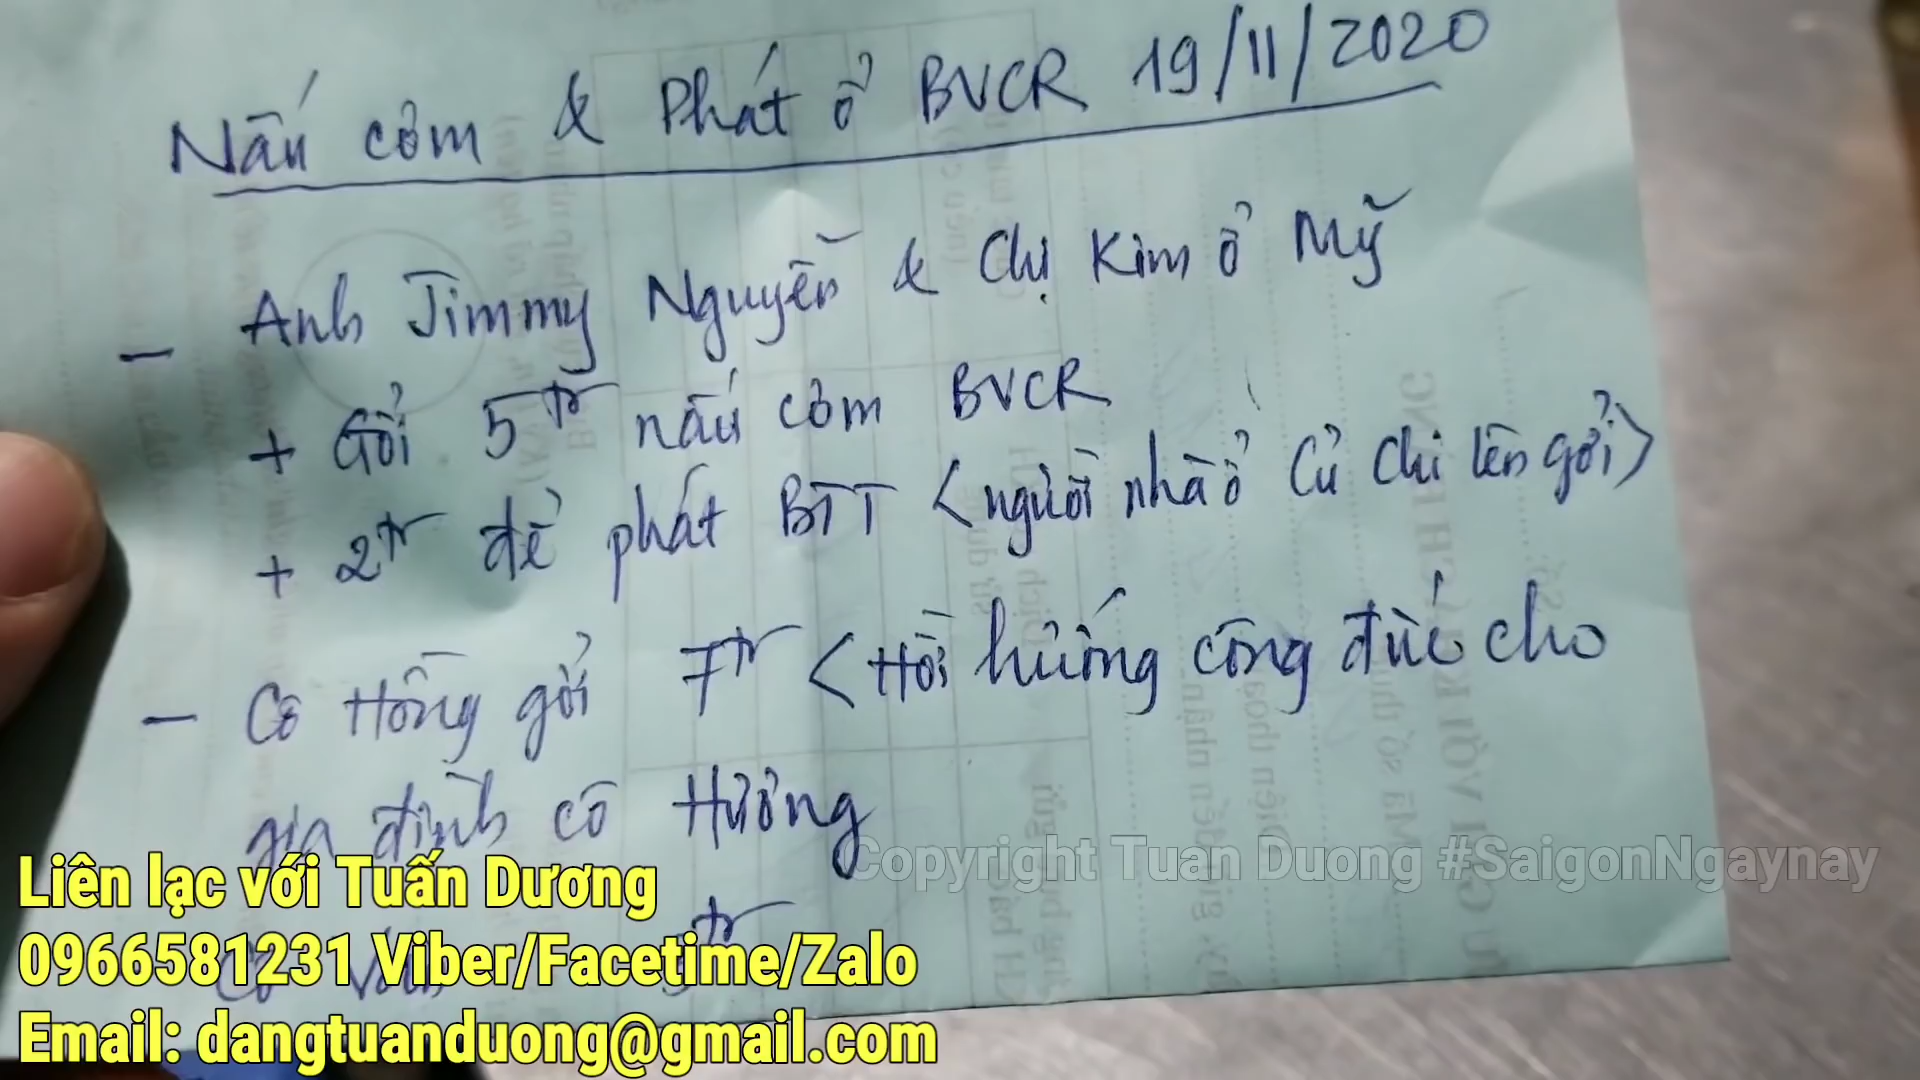 Nấu cơm & Phát ở BVCR 19/11/2020
- Anh Jimmy Nguyễn & Chị Kim ở Mỹ
+ Gởi 5tr nấu cơm BVCR
+ 2tr để phát BTT <người nhà ở Củ Chi lên gởi>
- Cô Hồng gởi 7tr <Hồi hướng công đức cho
gia đình cô Hương
Copyright Tuan Duong #SaigonNgaynay
Liên lạc với Tuấn Dương
0966581231 Viber/Facetime/Zalo
Email: dangtuanduong@gmail.com